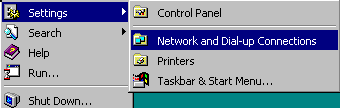 Settings
Search
Help
Run...
Shut Down...
Control Panel
Network and Dial-up Connections
Printers
Taskbar & Start Menu...